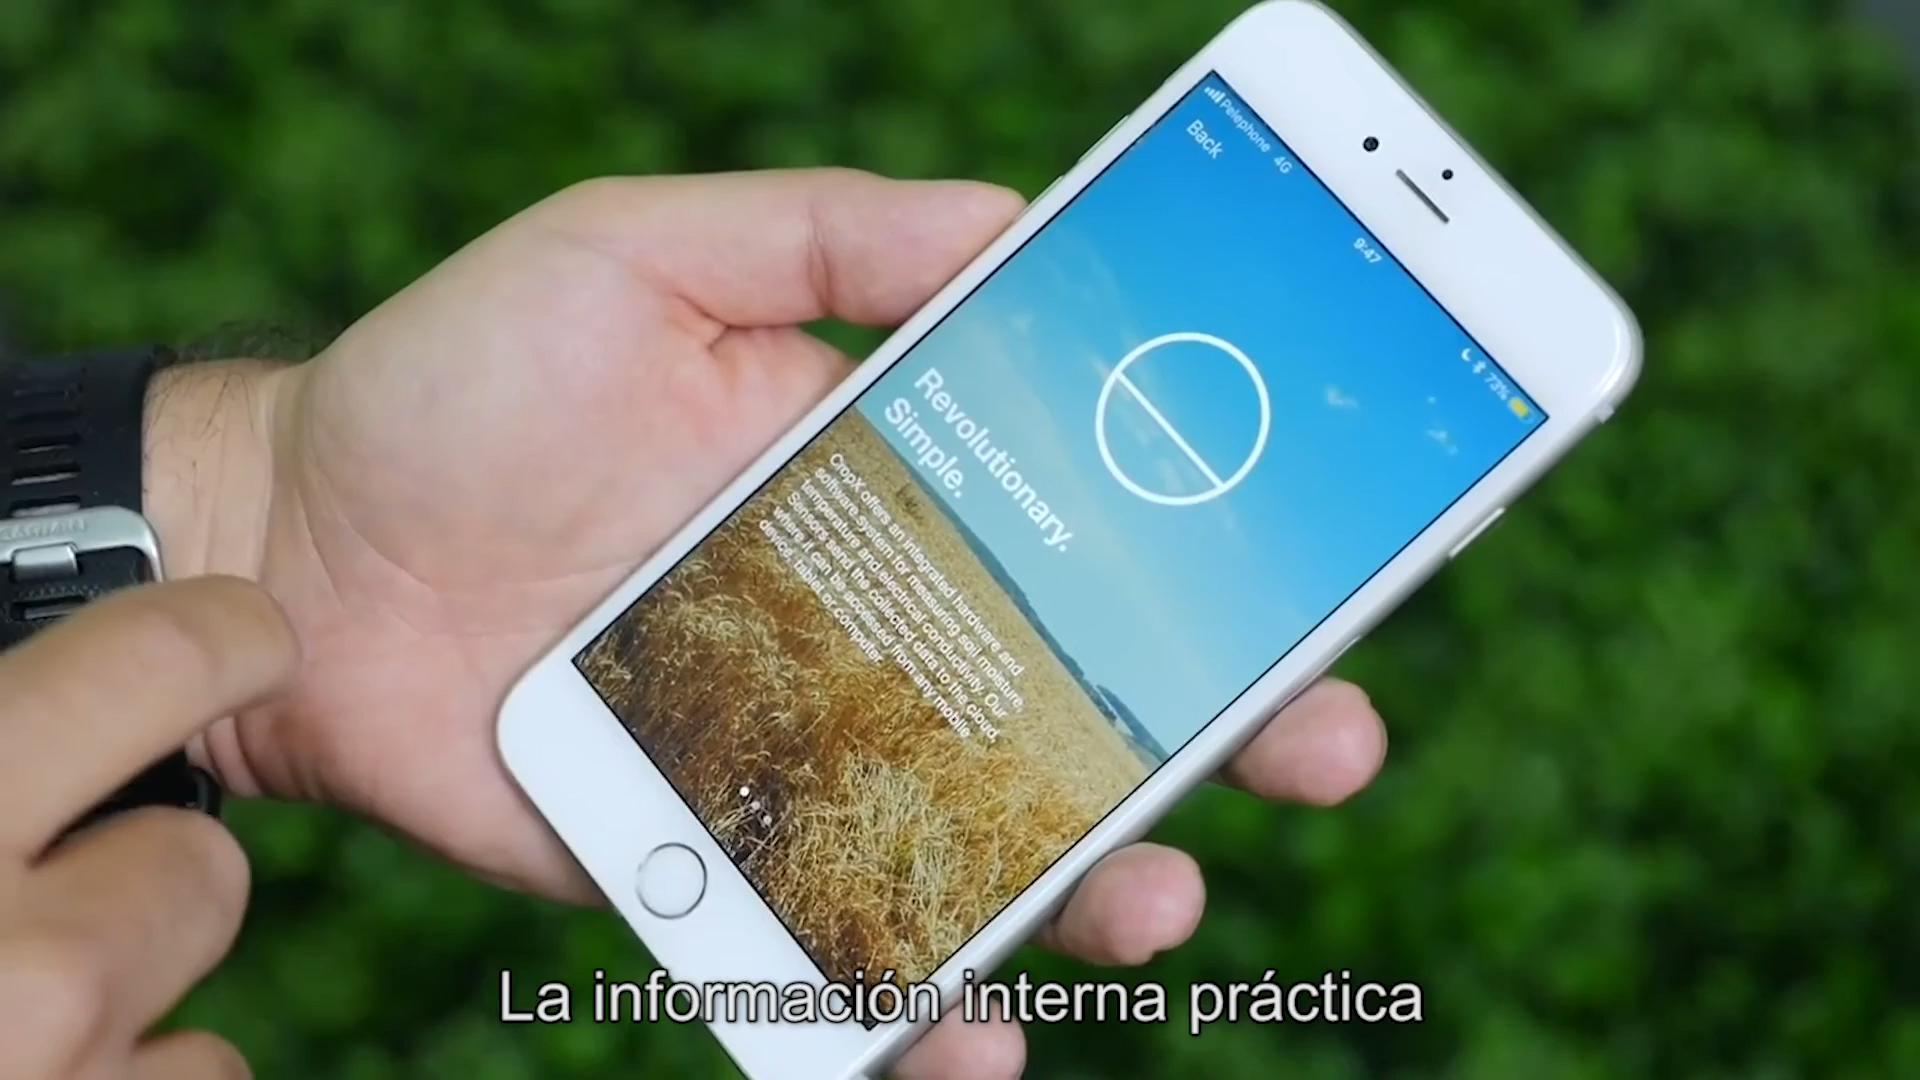 Pelephone 4G
9:47
73%
Back
Revolutionary.
Simple.
CropX offers an integrated hardware and
software system for measuring soil moisture,
temperature and electrical conductivity. Our
Sensors send the collected data to the cloud,
where it can be accessed from any mobile
device, tablet or computer.
La información interna práctica